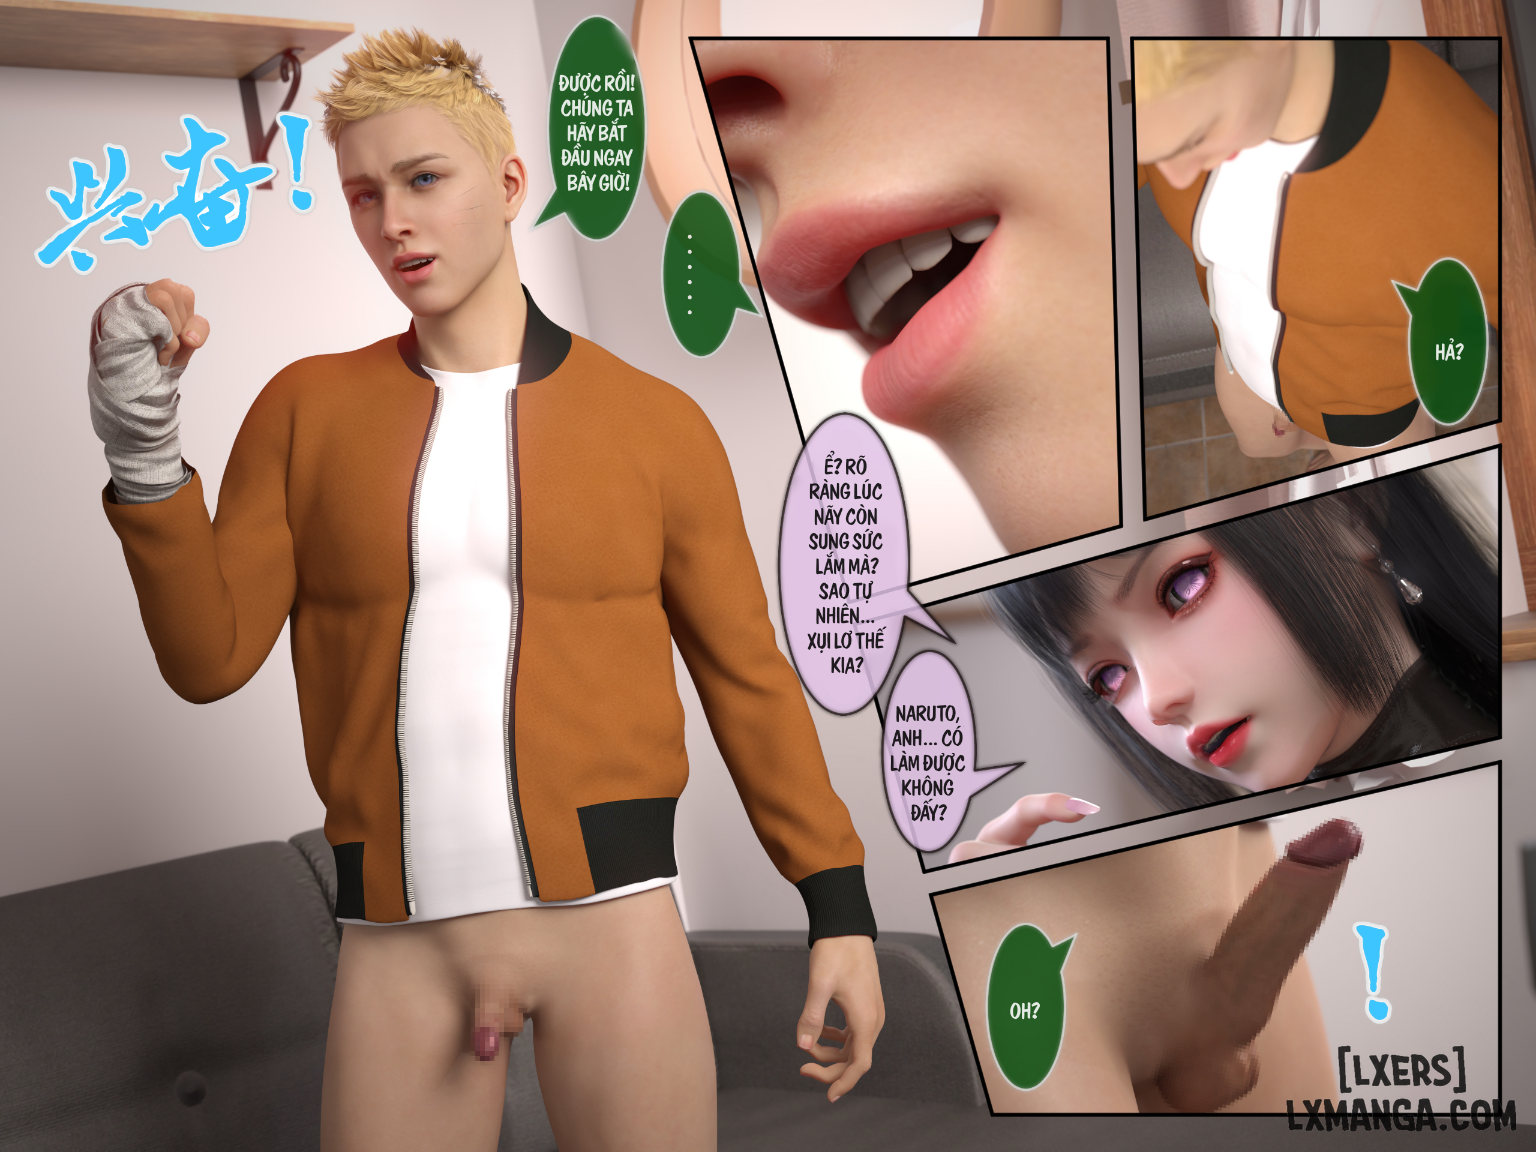 兴奋!
ĐƯỢC RỒI!
CHÚNG TA
HÃY BẮT
ĐẦU NGAY
BÂY GIỜ!
......
HẢ?
Ể? RÕ
RÀNG LÚC
NÃY CÒN
SUNG SỨC
LẮM MÀ?
SAO TỰ
NHIÊN...
XỤI LƠ THẾ
KIA?
NARUTO,
ANH... CÓ
LÀM ĐƯỢC
KHÔNG
ĐẤY?
OH?
!
[LXERS]
LXMANGA.COM